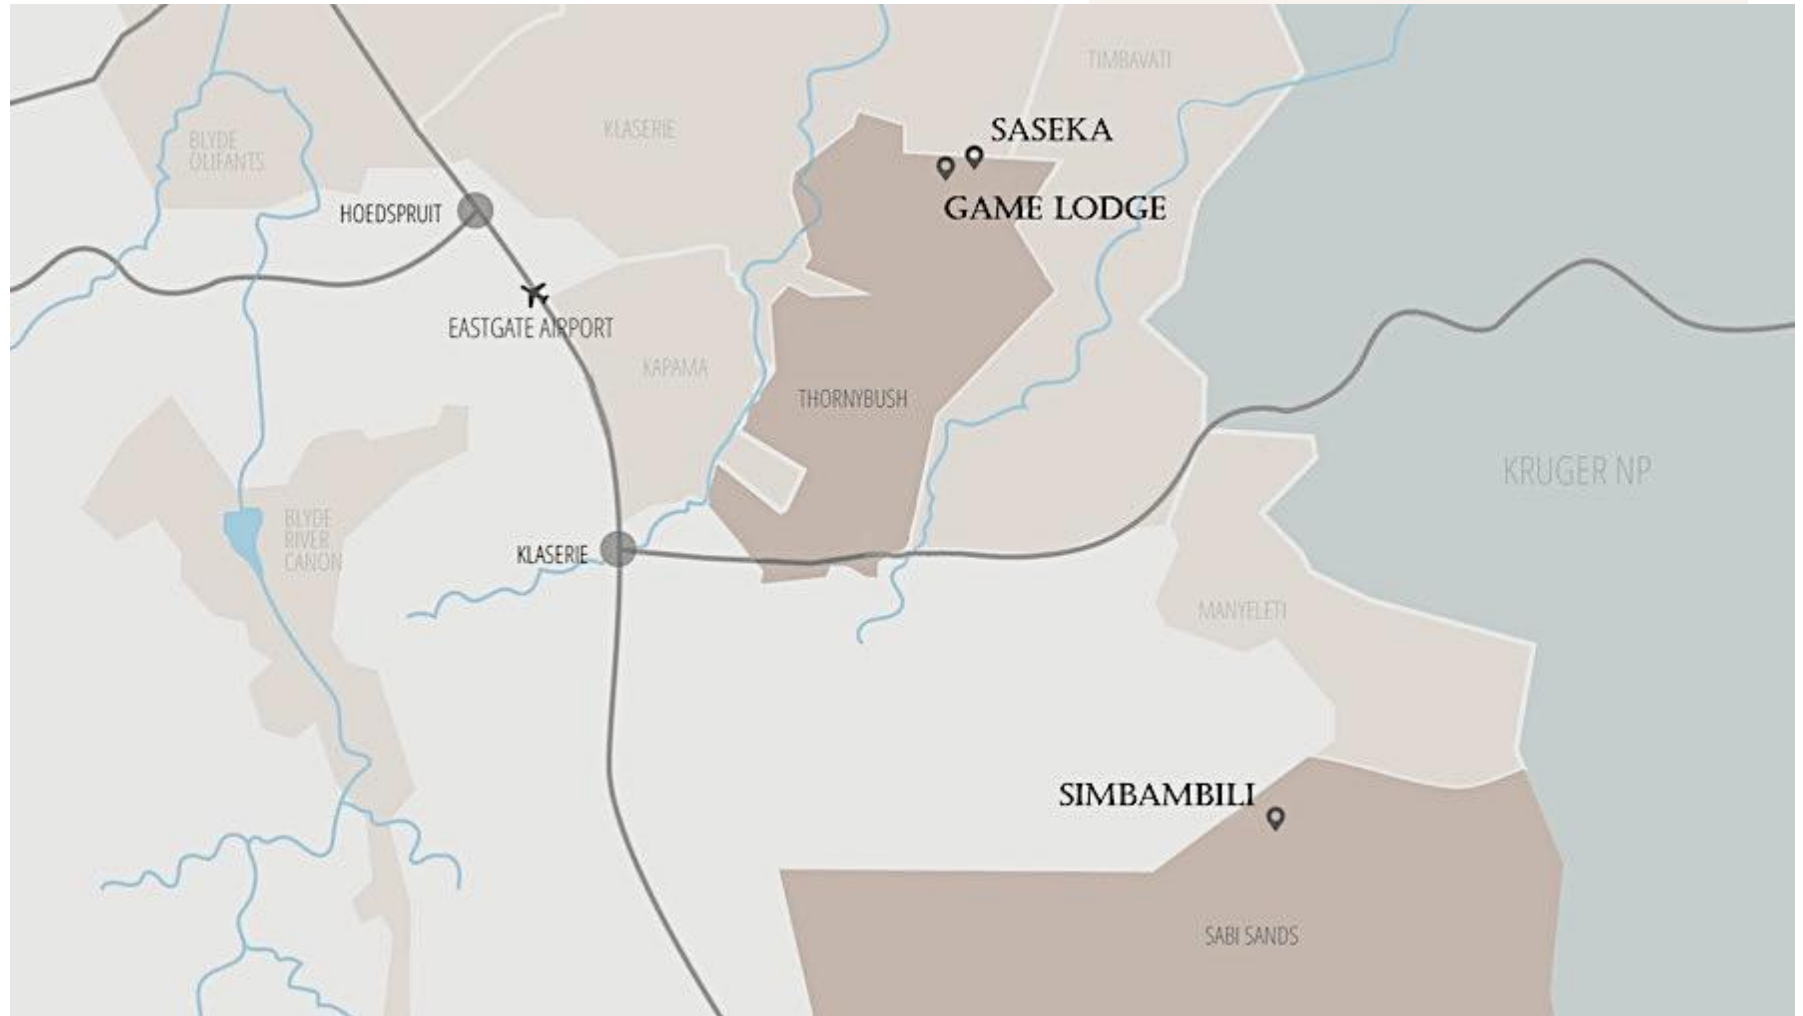 TIMBAVATI
SASEKA
KLASERIE
BLYDE
OLIFANTS
GAME LODGE
HOEDSPRUIT
EASTGATE AIRPORT
KAPAMA
THORNYBUSH
KRUGER NP
BLYDE
RIVER
CANON
KLASERIE
MANYELETI
SIMBAMBILI
SABI SANDS